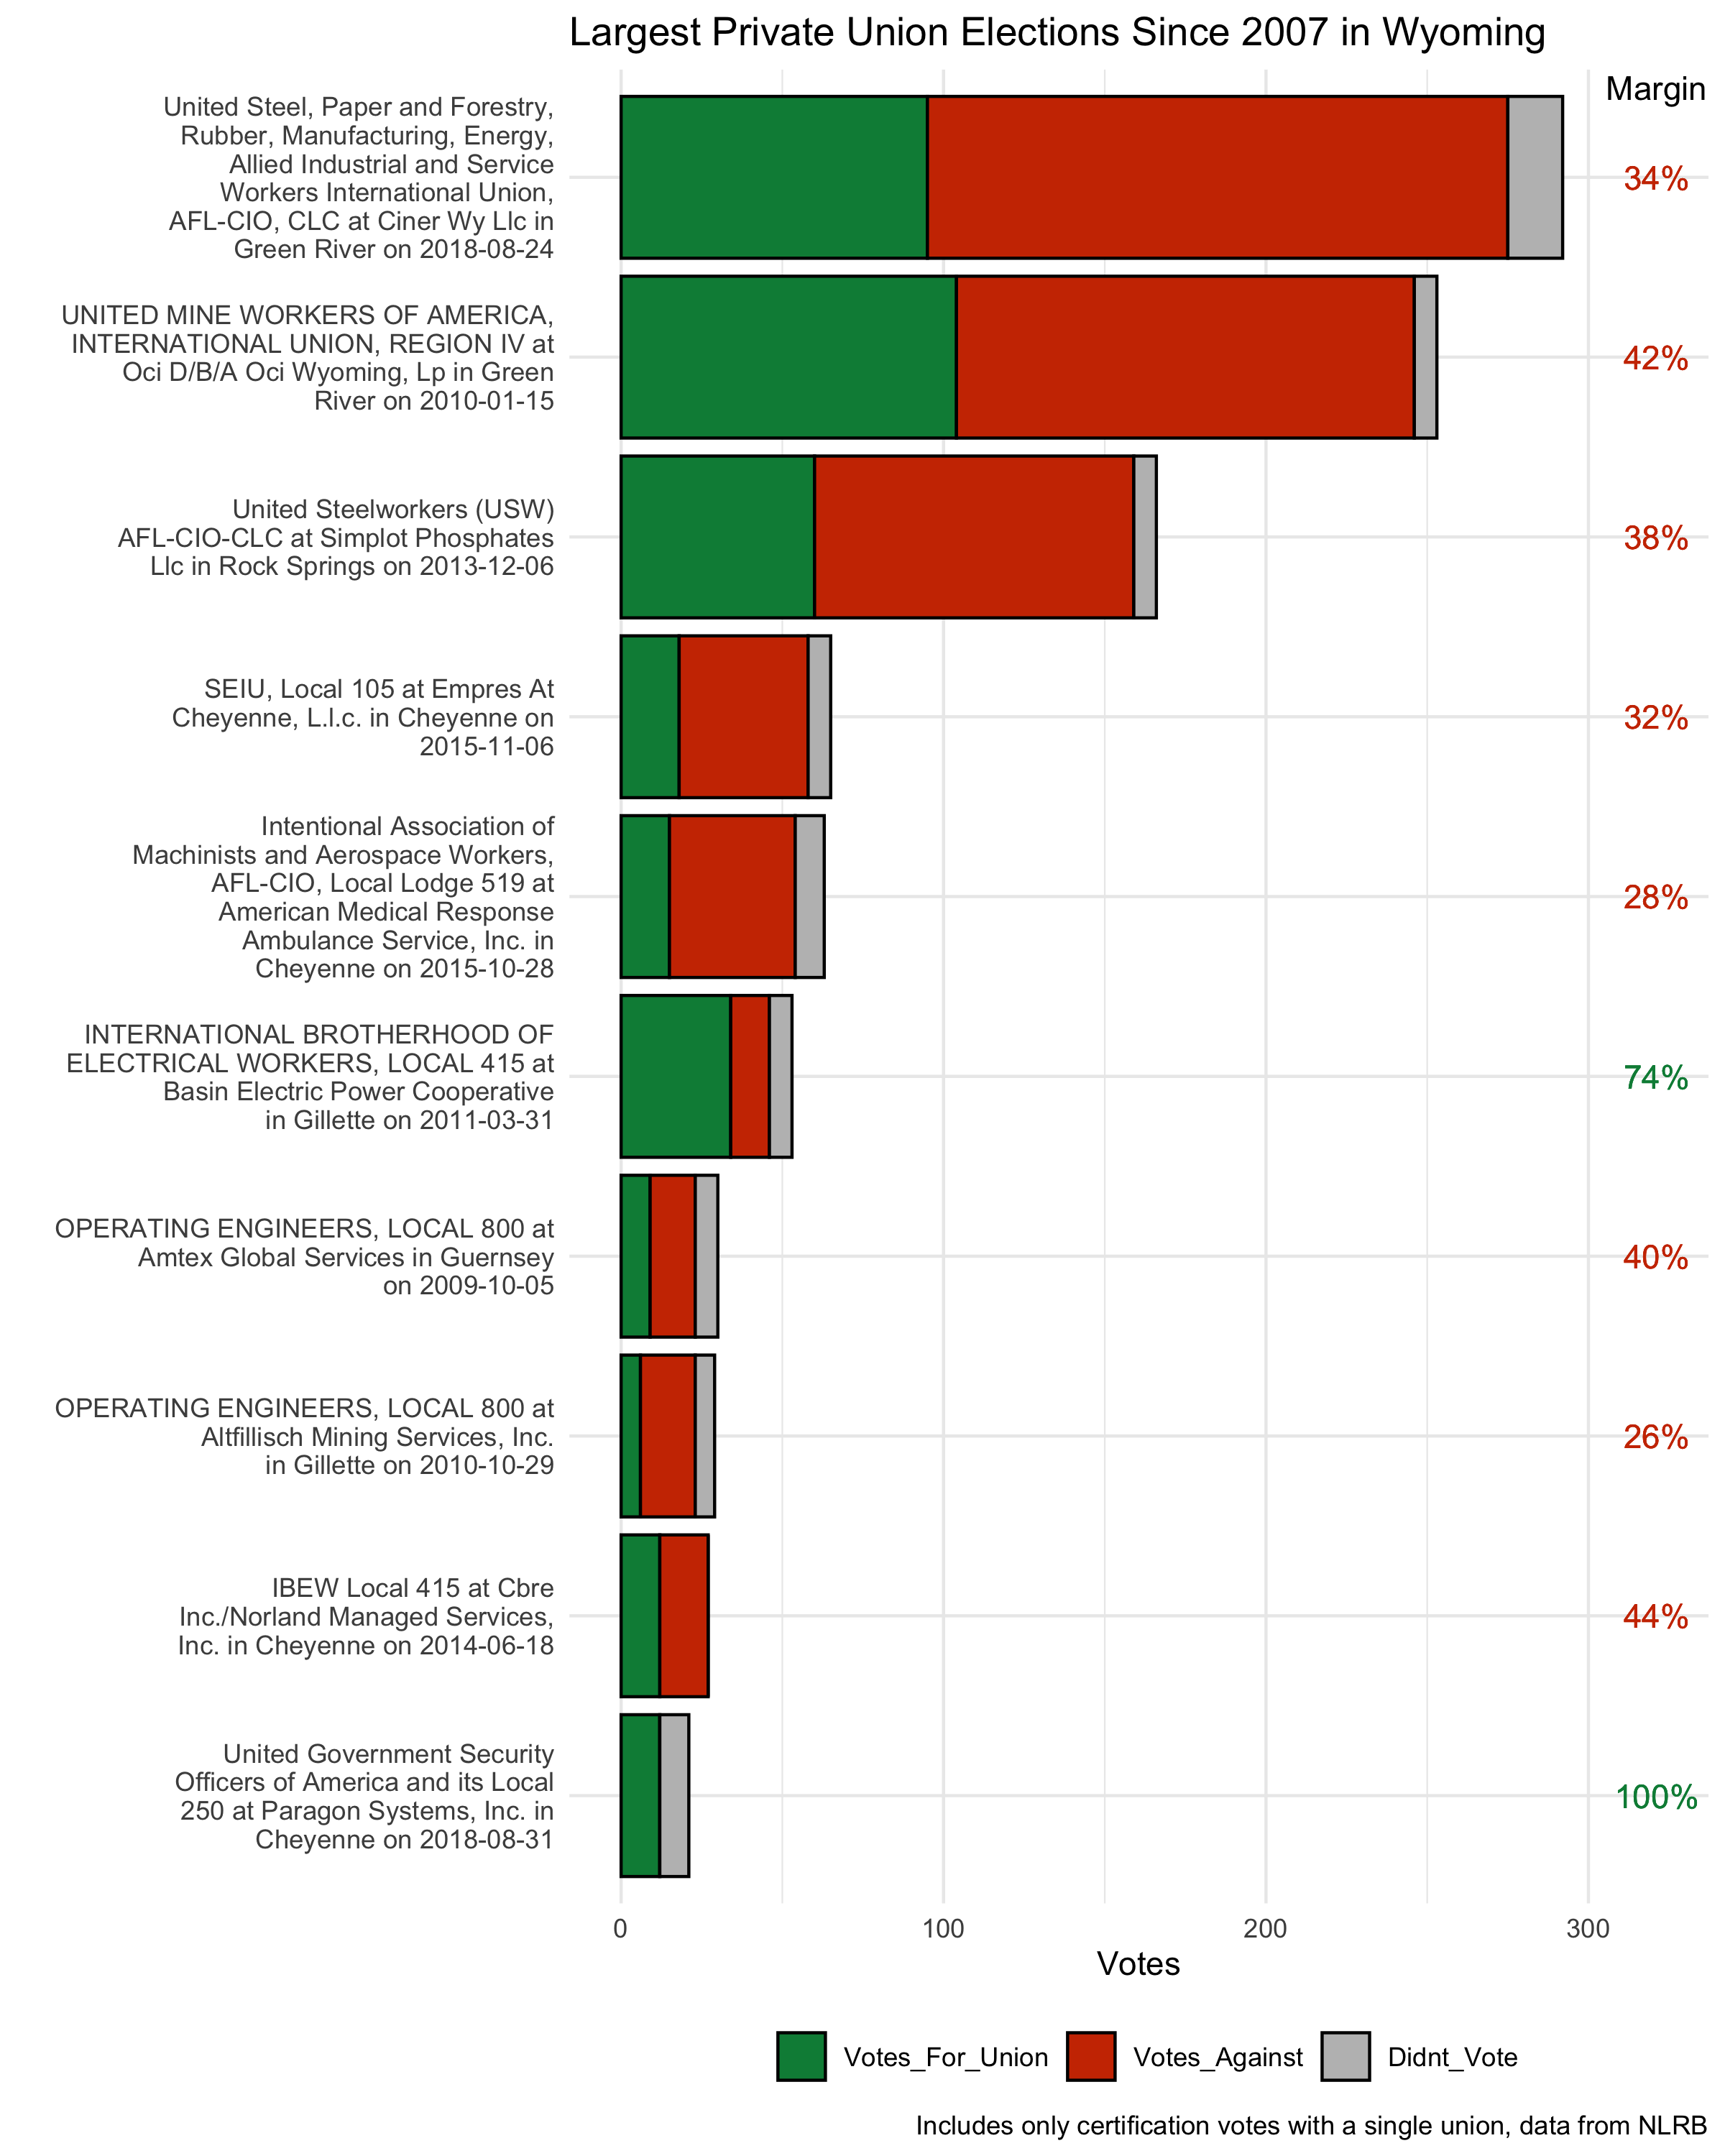 Largest Private Union Elections Since 2007 in Wyoming
Margin
United Steel, Paper and Forestry,
Rubber, Manufacturing, Energy,
Allied Industrial and Service
Workers International Union,
AFL-CIO, CLC at Ciner Wy Llc in
Green River on 2018-08-24
34%
UNITED MINE WORKERS OF AMERICA,
INTERNATIONAL UNION, REGION IV at
Oci D/B/A Oci Wyoming, Lp in Green
River on 2010-01-15
42%
United Steelworkers (USW)
AFL-CIO-CLC at Simplot Phosphates
Llc in Rock Springs on 2013-12-06
38%
SEIU, Local 105 at Empres At
Cheyenne, L.l.c. in Cheyenne on
2015-11-06
32%
Intentional Association of
Machinists and Aerospace Workers,
AFL-CIO, Local Lodge 519 at
American Medical Response
Ambulance Service, Inc. in
Cheyenne on 2015-10-28
28%
INTERNATIONAL BROTHERHOOD OF
ELECTRICAL WORKERS, LOCAL 415 at
Basin Electric Power Cooperative
in Gillette on 2011-03-31
74%
OPERATING ENGINEERS, LOCAL 800 at
Amtex Global Services in Guernsey
on 2009-10-05
40%
OPERATING ENGINEERS, LOCAL 800 at
Altfillisch Mining Services, Inc.
in Gillette on 2010-10-29
26%
IBEW Local 415 at Cbre
Inc./Norland Managed Services,
Inc. in Cheyenne on 2014-06-18
44%
United Government Security
Officers of America and its Local
250 at Paragon Systems, Inc. in
Cheyenne on 2018-08-31
100%
0 100 200 300
Votes
Votes_For_Union Votes_Against Didnt_Vote
Includes only certification votes with a single union, data from NLRB